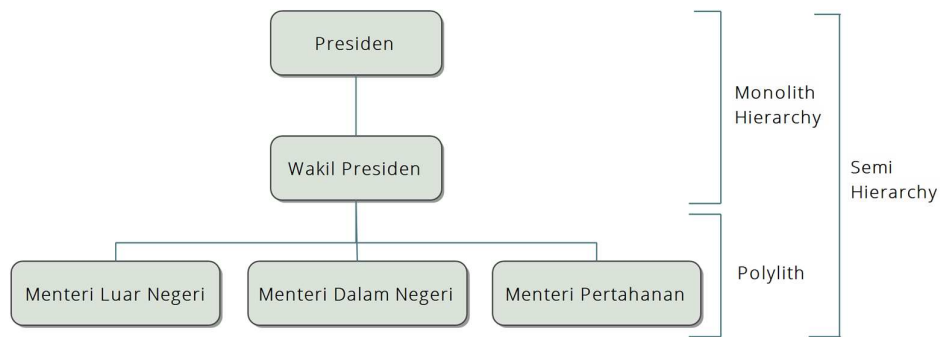 Presiden
Monolith
Hierarchy
Wakil Presiden
Semi
Hierarchy
Menteri Luar Negeri
Menteri Dalam Negeri
Menteri Pertahanan
Polylith